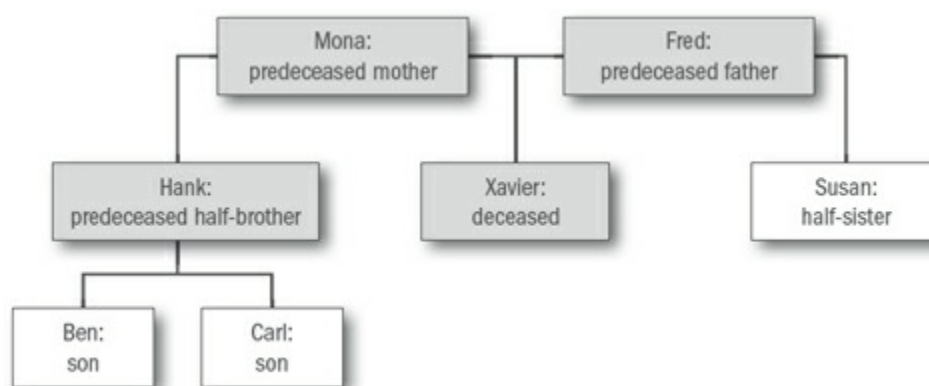 Mona:
predeceased mother
Fred:
predeceased father
Hank:
predeceased half-brother
Xavier:
deceased
Susan:
half-sister
Ben:
son
Carl:
son